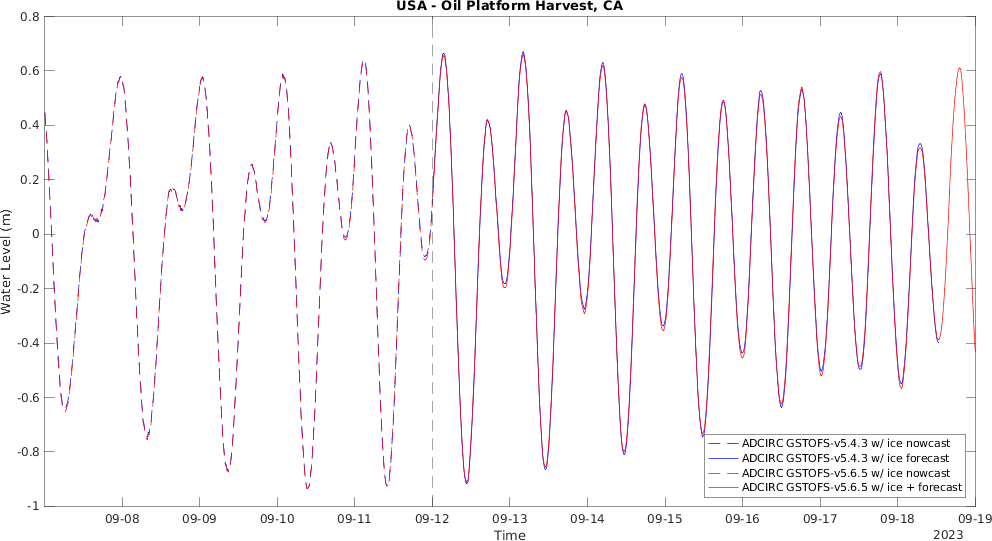 USA - Oil Platform Harvest, CA
0.8
0.6
0.4
0.2
0
-0.2
-0.4
-0.6
-0.8
-1
Water Level (m)
ADCIRC GSTOFS-v5.4.3 w/ ice nowcast
ADCIRC GSTOFS-v5.4.3 w/ ice forecast
ADCIRC GSTOFS-v5.6.5 w/ ice nowcast
ADCIRC GSTOFS-v5.6.5 w/ ice + forecast
09-08 09-09 09-10 09-11 09-12 09-13 09-14 09-15 09-16 09-17 09-18 09-19
Time
2023